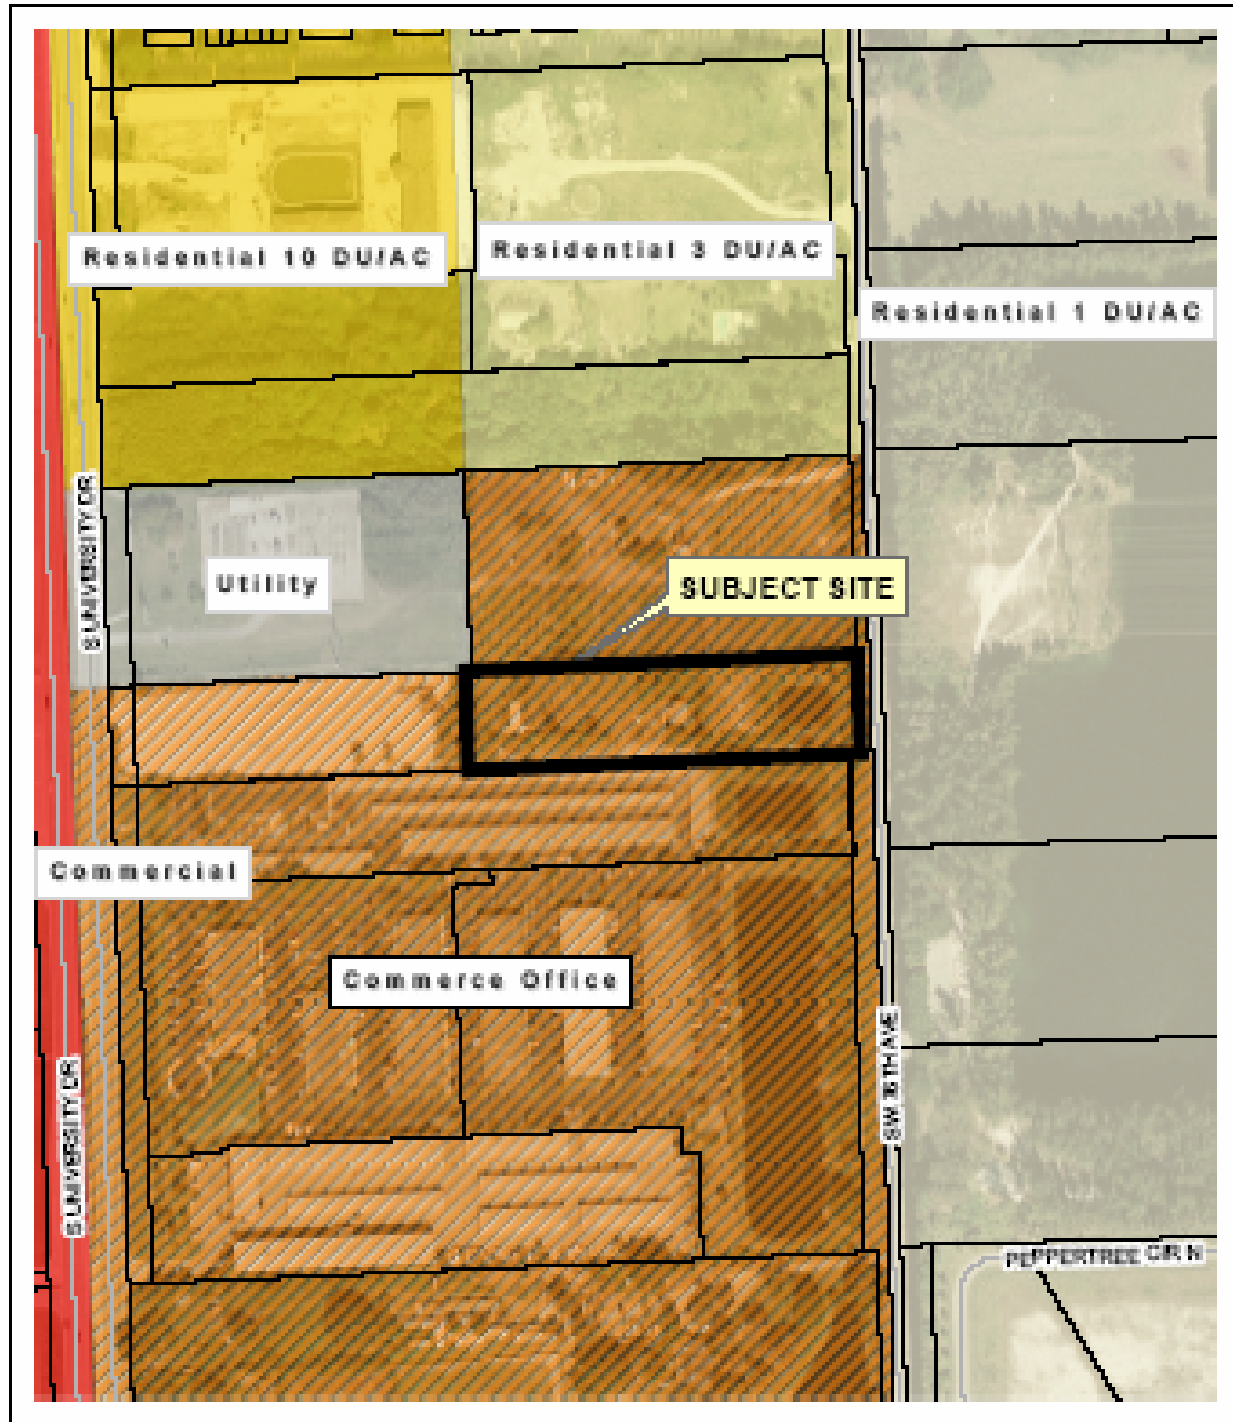 Residential 10 DU/AC
Residential 3 DU/AC
Residential 1 DU/AC
S UNIVERSITY DR
Utility
SUBJECT SITE
Commercial
Commerce Office
S UNIVERSITY DR
SW 76TH AVE
PEPPERTREE CIR N